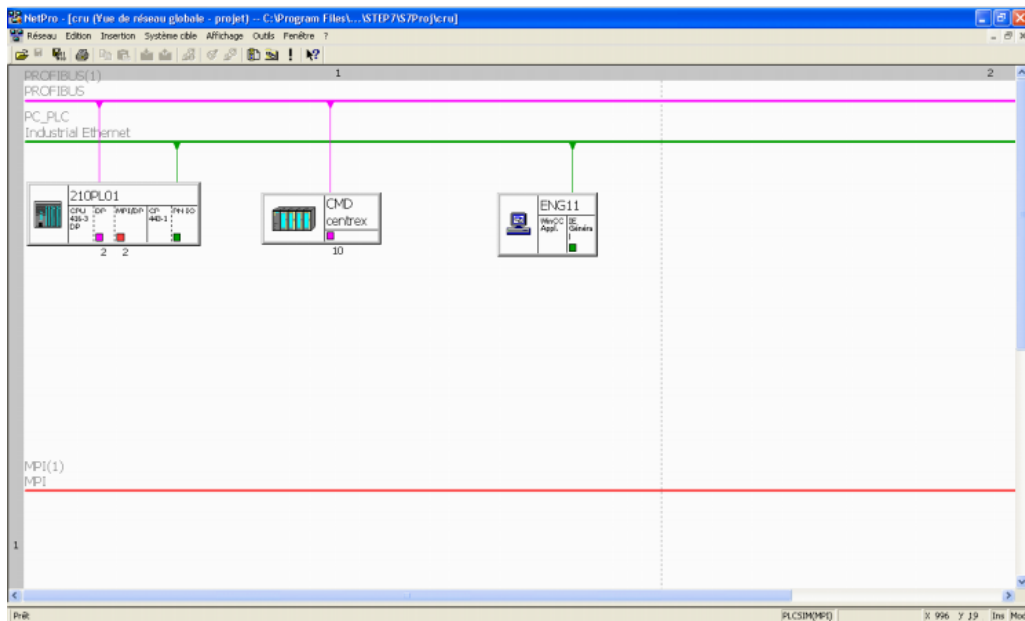 NetPro - [cru (Vue de réseau globale - projet) -- C:\Program Files\...\STEP7\S7Proj\cru]
Réseau Edition Insertion Système cible Affichage Outils Fenêtre ?
1 2
PROFIBUS(1)
PROFIBUS
PC_PLC
Industrial Ethernet
210PL01
CPU 416-3 DP
DP
MPI/DP
CP 443-1
PN IO
2 2
CMD
centrex
10
ENG11
WinCC Appl.
IE Généra l
MPI(1)
MPI
1
Prêt
PLCSIM(MPI)
X 996 Y 19 Ins Mod